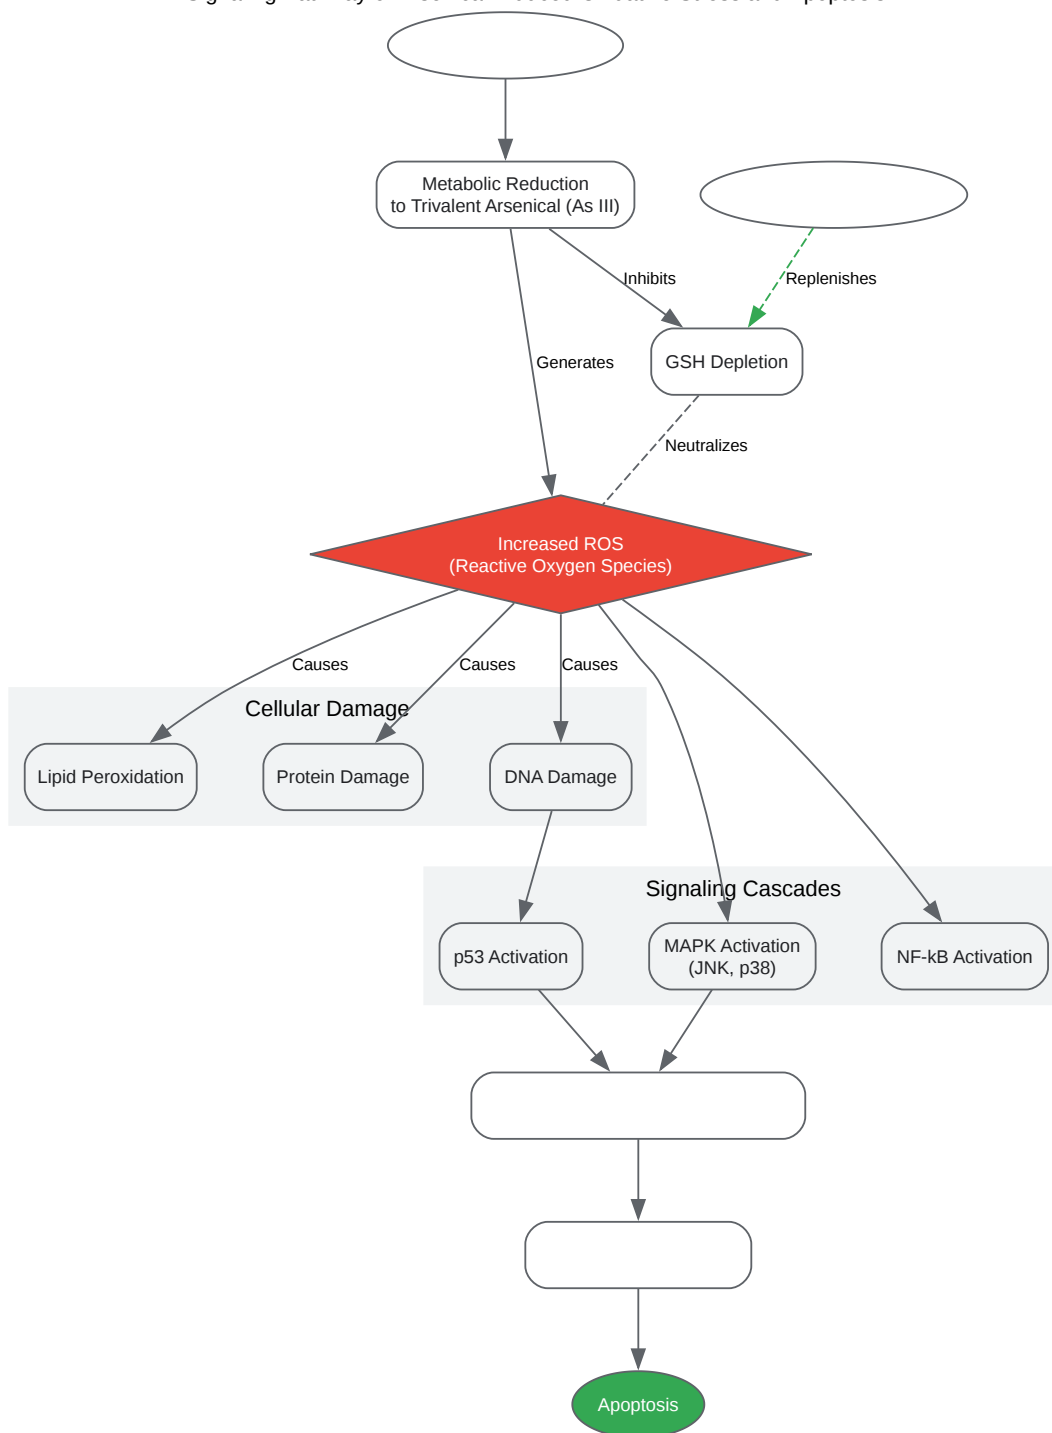 Metabolic Reduction
to Trivalent Arsenical (As III)
Inhibits
Replenishes
Generates
GSH Depletion
Neutralizes
Increased ROS
(Reactive Oxygen Species)
Causes
Causes
Causes
Cellular Damage
Lipid Peroxidation
Protein Damage
DNA Damage
Signaling Cascades
p53 Activation
MAPK Activation
(JNK, p38)
NF-kB Activation
Apoptosis